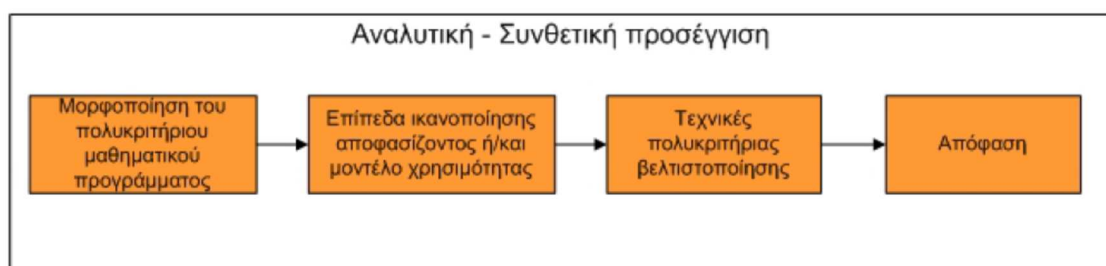 Αναλυτική - Συνθετική προσέγγιση
Μορφοποίηση του
πολυκριτήριου
μαθηματικού
προγράμματος
Επίπεδα ικανοποίησης
αποφασίζοντος ή/και
μοντέλο χρησιμότητας
Τεχνικές
πολυκριτήριας
βελτιστοποίησης
Απόφαση